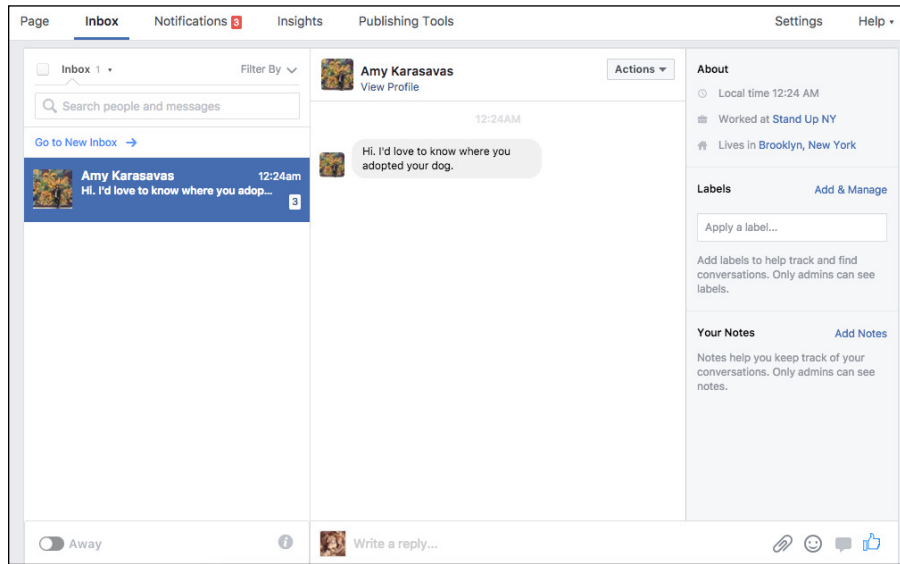 Page Inbox Notifications 3 Insights Publishing Tools Settings Help
Inbox 1 Filter By
Search people and messages
Go to New Inbox →
Amy Karasavas 12:24am
Hi. I'd love to know where you adop...
3
Away
Amy Karasavas
View Profile
Actions
12:24AM
Hi. I'd love to know where you
adopted your dog.
Write a reply...
About
Local time 12:24 AM
Worked at Stand Up NY
Lives in Brooklyn, New York
Labels Add & Manage
Apply a label...
Add labels to help track and find
conversations. Only admins can see
labels.
Your Notes Add Notes
Notes help you keep track of your
conversations. Only admins can see
notes.